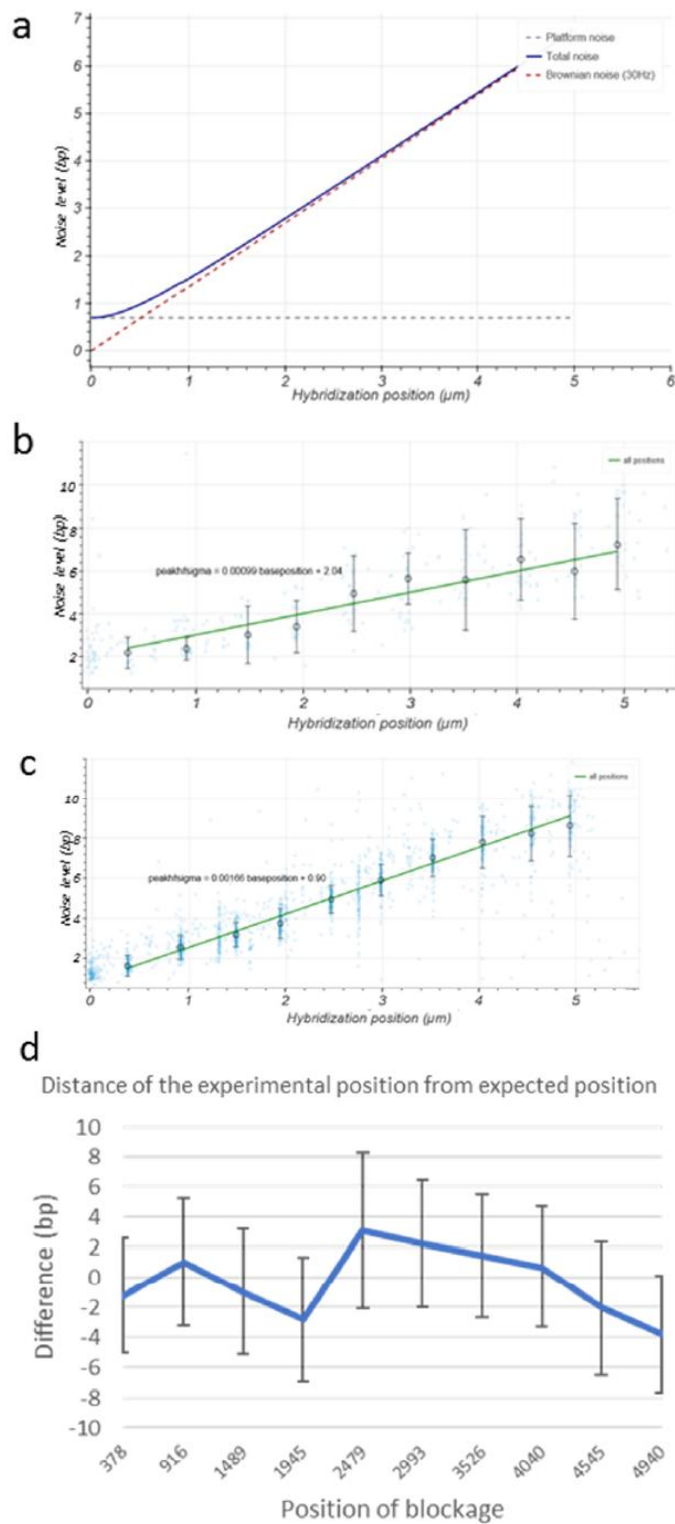 a
7
6
5
4
3
2
1
0
Noise level (bp)
Platform noise
Total noise
Brownian noise (30Hz)
0 1 2 3 4 5 6
Hybridization position (µm)
b
10
8
6
4
2
Noise level (bp)
all positions
peakhfsigma = 0.00099 baseposition + 2.04
0 1 2 3 4 5
Hybridization position (µm)
c
10
8
6
4
2
Noise level (bp)
all positions
peakhfsigma = 0.00166 baseposition + 0.90
0 1 2 3 4 5
Hybridization position (µm)
d
Distance of the experimental position from expected position
10
8
6
4
2
0
-2
-4
-6
-8
-10
Difference (bp)
378 916 1489 1945 2479 2993 3526 4040 4545 4940
Position of blockage